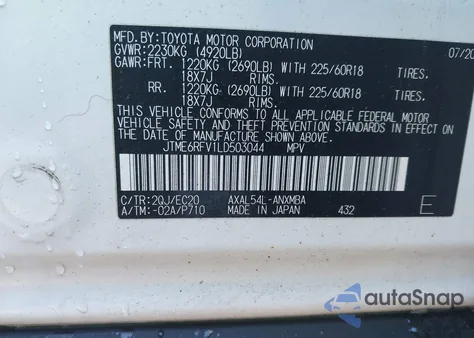 MFD.BY:TOYOTA MOTOR CORPORATION 07/20
GVWR:2230KG (4920LB)
GAWR:FRT. 1220KG (2690LB) WITH 225/60R18 TIRES.
18X7J RIMS.
RR. 1220KG (2690LB) WITH 225/60R18 TIRES.
18X7J RIMS.
THIS VEHICLE CONFORMS TO ALL APPLICABLE FEDERAL MOTOR
VEHICLE SAFETY AND THEFT PREVENTION STANDARDS IN EFFECT
ON THE DATE OF MANUFACTURE SHOWN ABOVE.
JTME6RFV1LD503044 MPV
C/TR:2QJ/EC20 AXAL54L-ANXMBA
A/TM:-02A/P710 MADE IN JAPAN 432 E
autoSnap